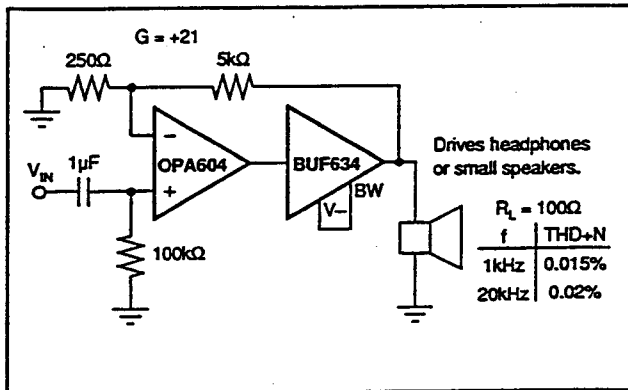 G = +21
250Ω
5kΩ
−
OPA604
+
BUF634
V−
BW
V_IN
1µF
100kΩ
Drives headphones
or small speakers.
R_L = 100Ω
f THD+N
1kHz 0.015%
20kHz 0.02%